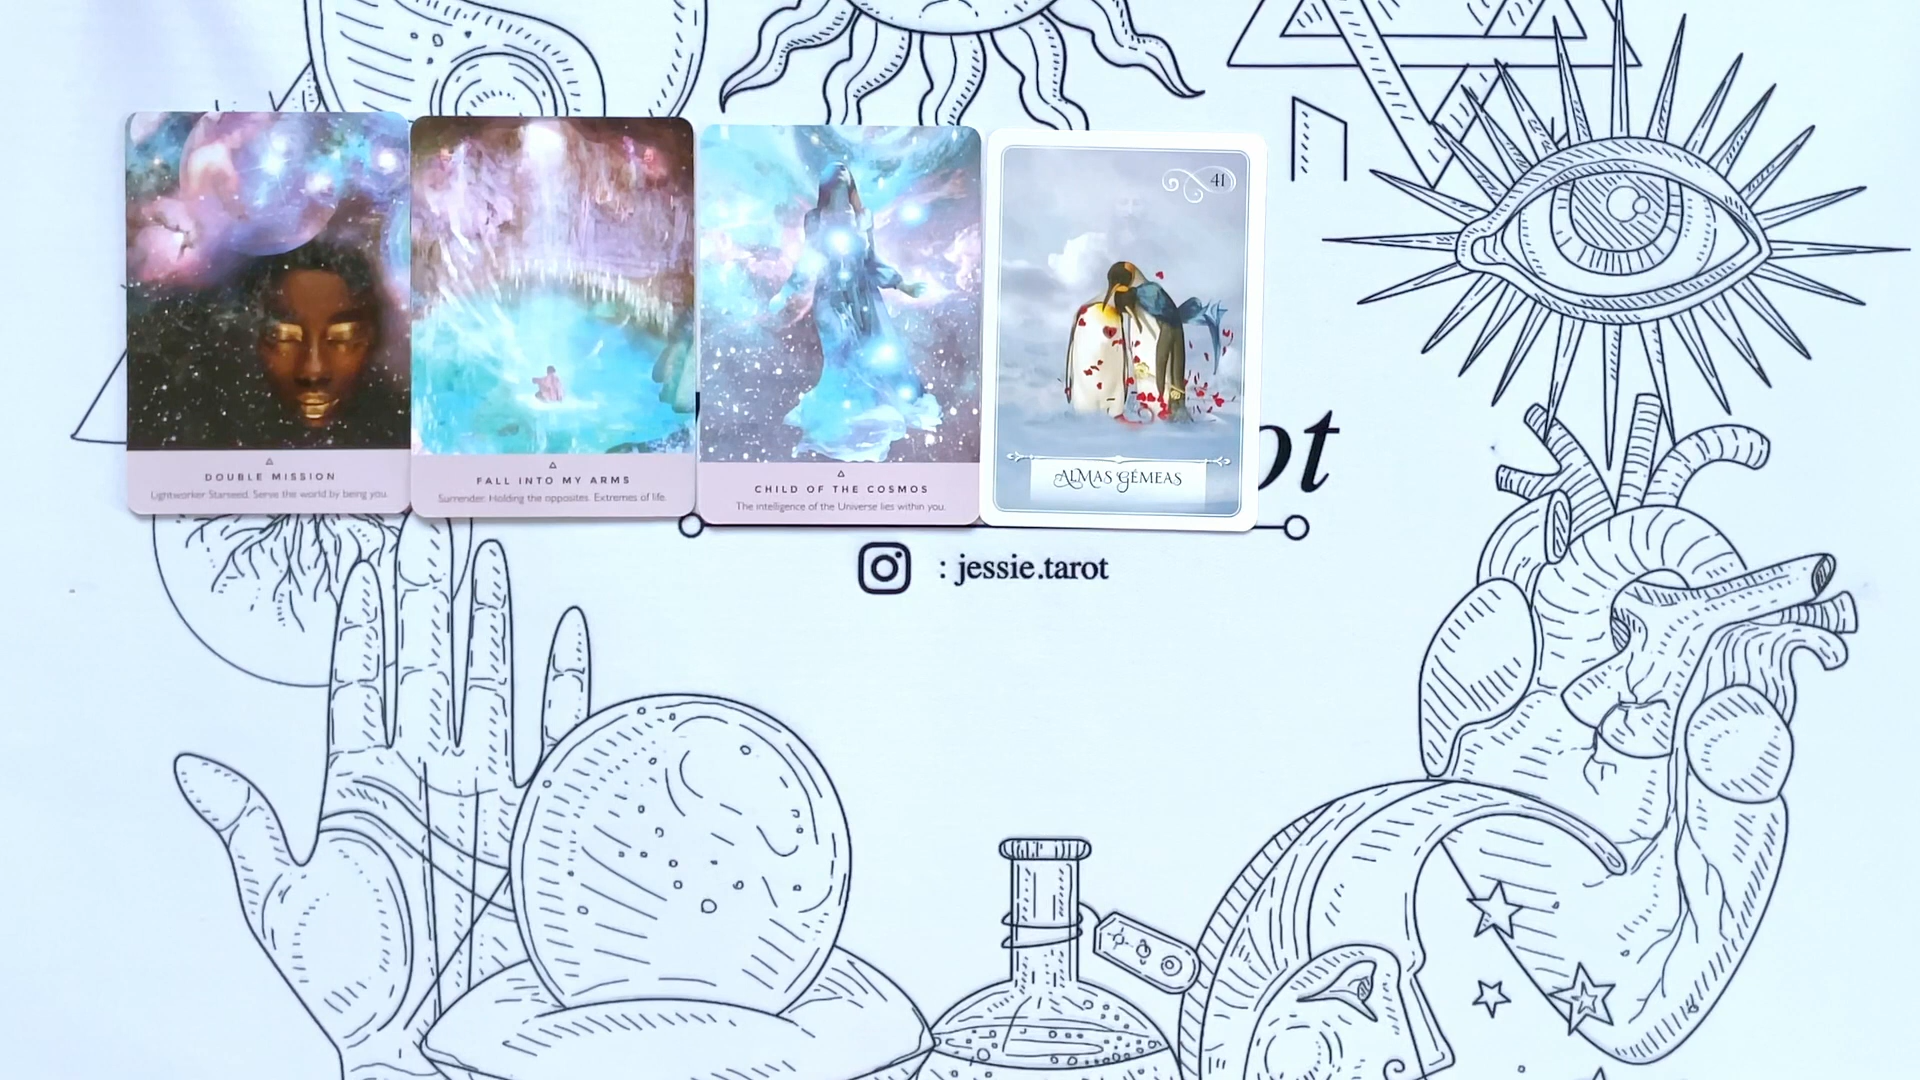 DOUBLE MISSION
Lightworker Starseed. Serve the world by being you.
FALL INTO MY ARMS
Surrender. Holding the opposites. Extremes of life.
CHILD OF THE COSMOS
The intelligence of the Universe lies within you.
41
ALMAS GÉMEAS
ot
: jessie.tarot